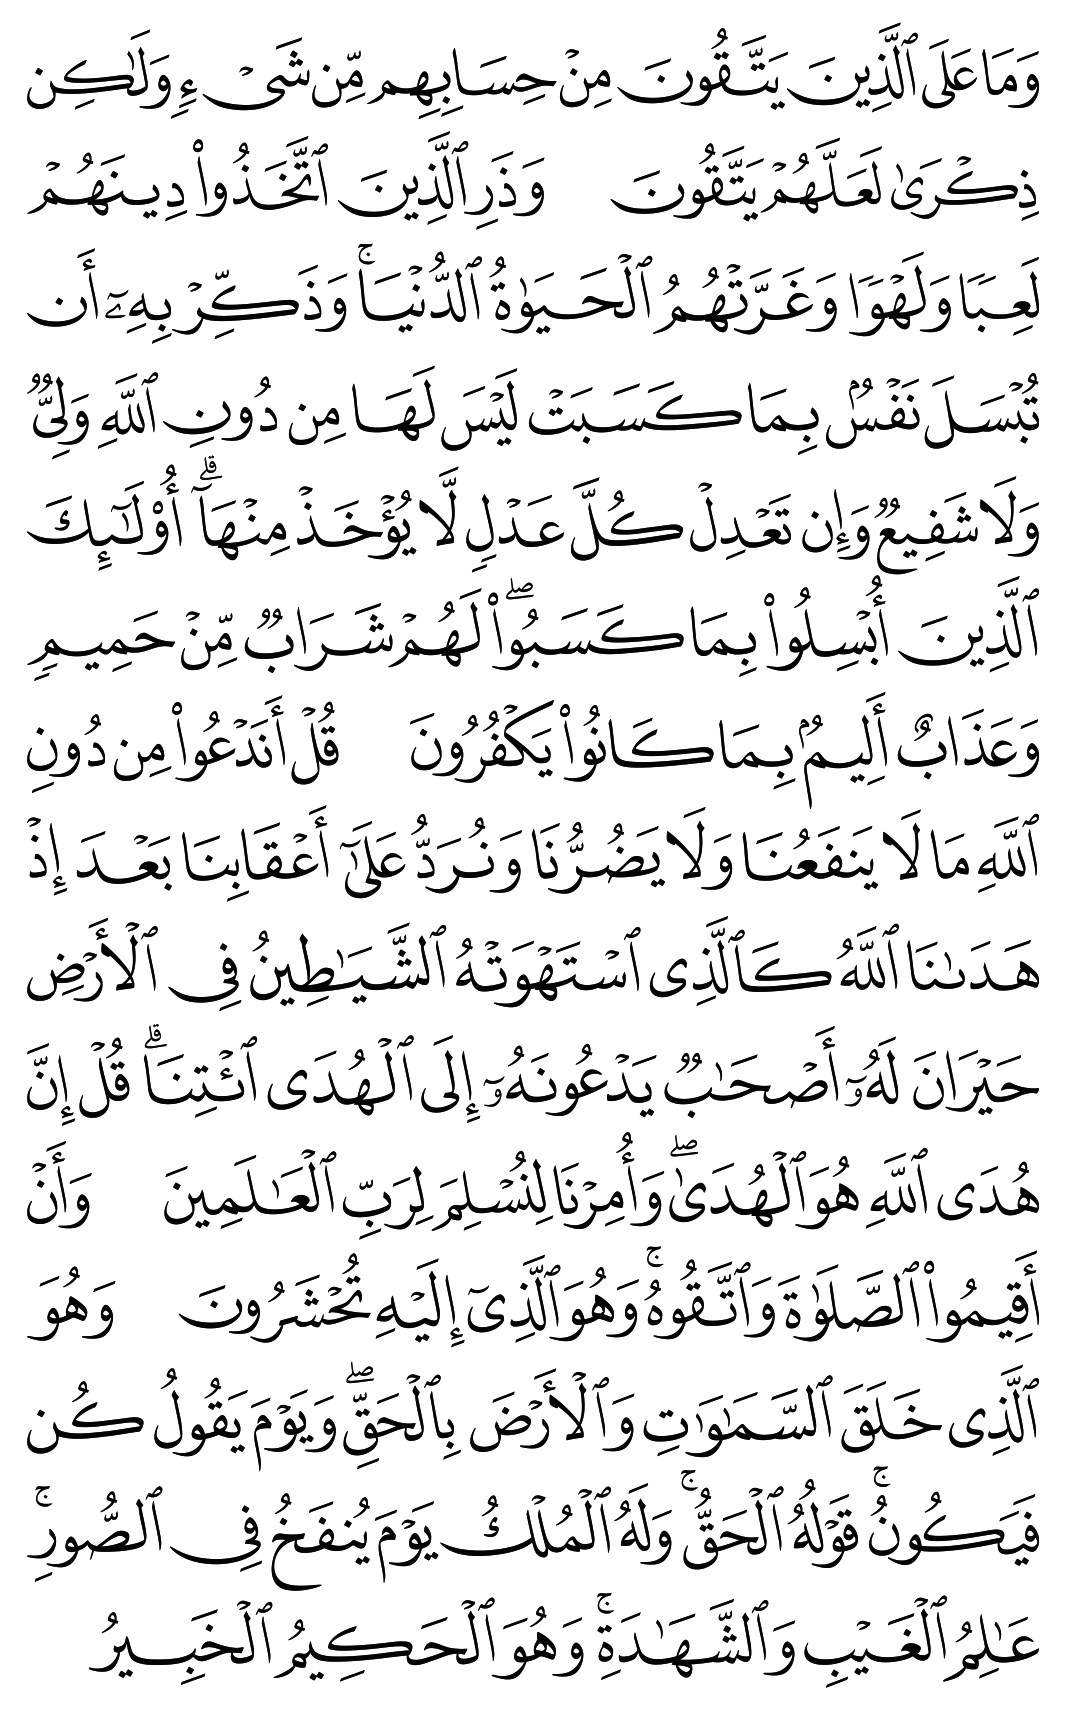 وَمَا عَلَى ٱلَّذِينَ يَتَّقُونَ مِنۡ حِسَابِهِم مِّن شَىۡءٍ وَلَٰكِن
ذِكۡرَىٰ لَعَلَّهُمۡ يَتَّقُونَ وَذَرِ ٱلَّذِينَ ٱتَّخَذُواْ دِينَهُمۡ
لَعِبًا وَلَهۡوًا وَغَرَّتۡهُمُ ٱلۡحَيَوٰةُ ٱلدُّنۡيَاۚ وَذَكِّرۡ بِهِۦٓ أَن
تُبۡسَلَ نَفۡسُۢ بِمَا كَسَبَتۡ لَيۡسَ لَهَا مِن دُونِ ٱللَّهِ وَلِىٌّ
وَلَا شَفِيعٌ وَإِن تَعۡدِلۡ كُلَّ عَدۡلٍ لَّا يُؤۡخَذۡ مِنۡهَآۗ أُوْلَٰٓئِكَ
ٱلَّذِينَ أُبۡسِلُواْ بِمَا كَسَبُواْۖ لَهُمۡ شَرَابٌ مِّنۡ حَمِيمٍ
وَعَذَابٌ أَلِيمُۢ بِمَا كَانُواْ يَكۡفُرُونَ قُلۡ أَنَدۡعُواْ مِن دُونِ
ٱللَّهِ مَا لَا يَنفَعُنَا وَلَا يَضُرُّنَا وَنُرَدُّ عَلَىٰٓ أَعۡقَابِنَا بَعۡدَ إِذۡ
هَدَىٰنَا ٱللَّهُ كَٱلَّذِى ٱسۡتَهۡوَتۡهُ ٱلشَّيَٰطِينُ فِى ٱلۡأَرۡضِ
حَيۡرَانَ لَهُۥٓ أَصۡحَٰبٌ يَدۡعُونَهُۥٓ إِلَى ٱلۡهُدَى ٱئۡتِنَاۗ قُلۡ إِنَّ
هُدَى ٱللَّهِ هُوَ ٱلۡهُدَىٰۖ وَأُمِرۡنَا لِنُسۡلِمَ لِرَبِّ ٱلۡعَٰلَمِينَ وَأَنۡ
أَقِيمُواْ ٱلصَّلَوٰةَ وَٱتَّقُوهُۚ وَهُوَ ٱلَّذِىٓ إِلَيۡهِ تُحۡشَرُونَ وَهُوَ
ٱلَّذِى خَلَقَ ٱلسَّمَٰوَٰتِ وَٱلۡأَرۡضَ بِٱلۡحَقِّۖ وَيَوۡمَ يَقُولُ كُن
فَيَكُونُۚ قَوۡلُهُ ٱلۡحَقُّۚ وَلَهُ ٱلۡمُلۡكُ يَوۡمَ يُنفَخُ فِى ٱلصُّورِۚ
عَٰلِمُ ٱلۡغَيۡبِ وَٱلشَّهَٰدَةِۚ وَهُوَ ٱلۡحَكِيمُ ٱلۡخَبِيرُ